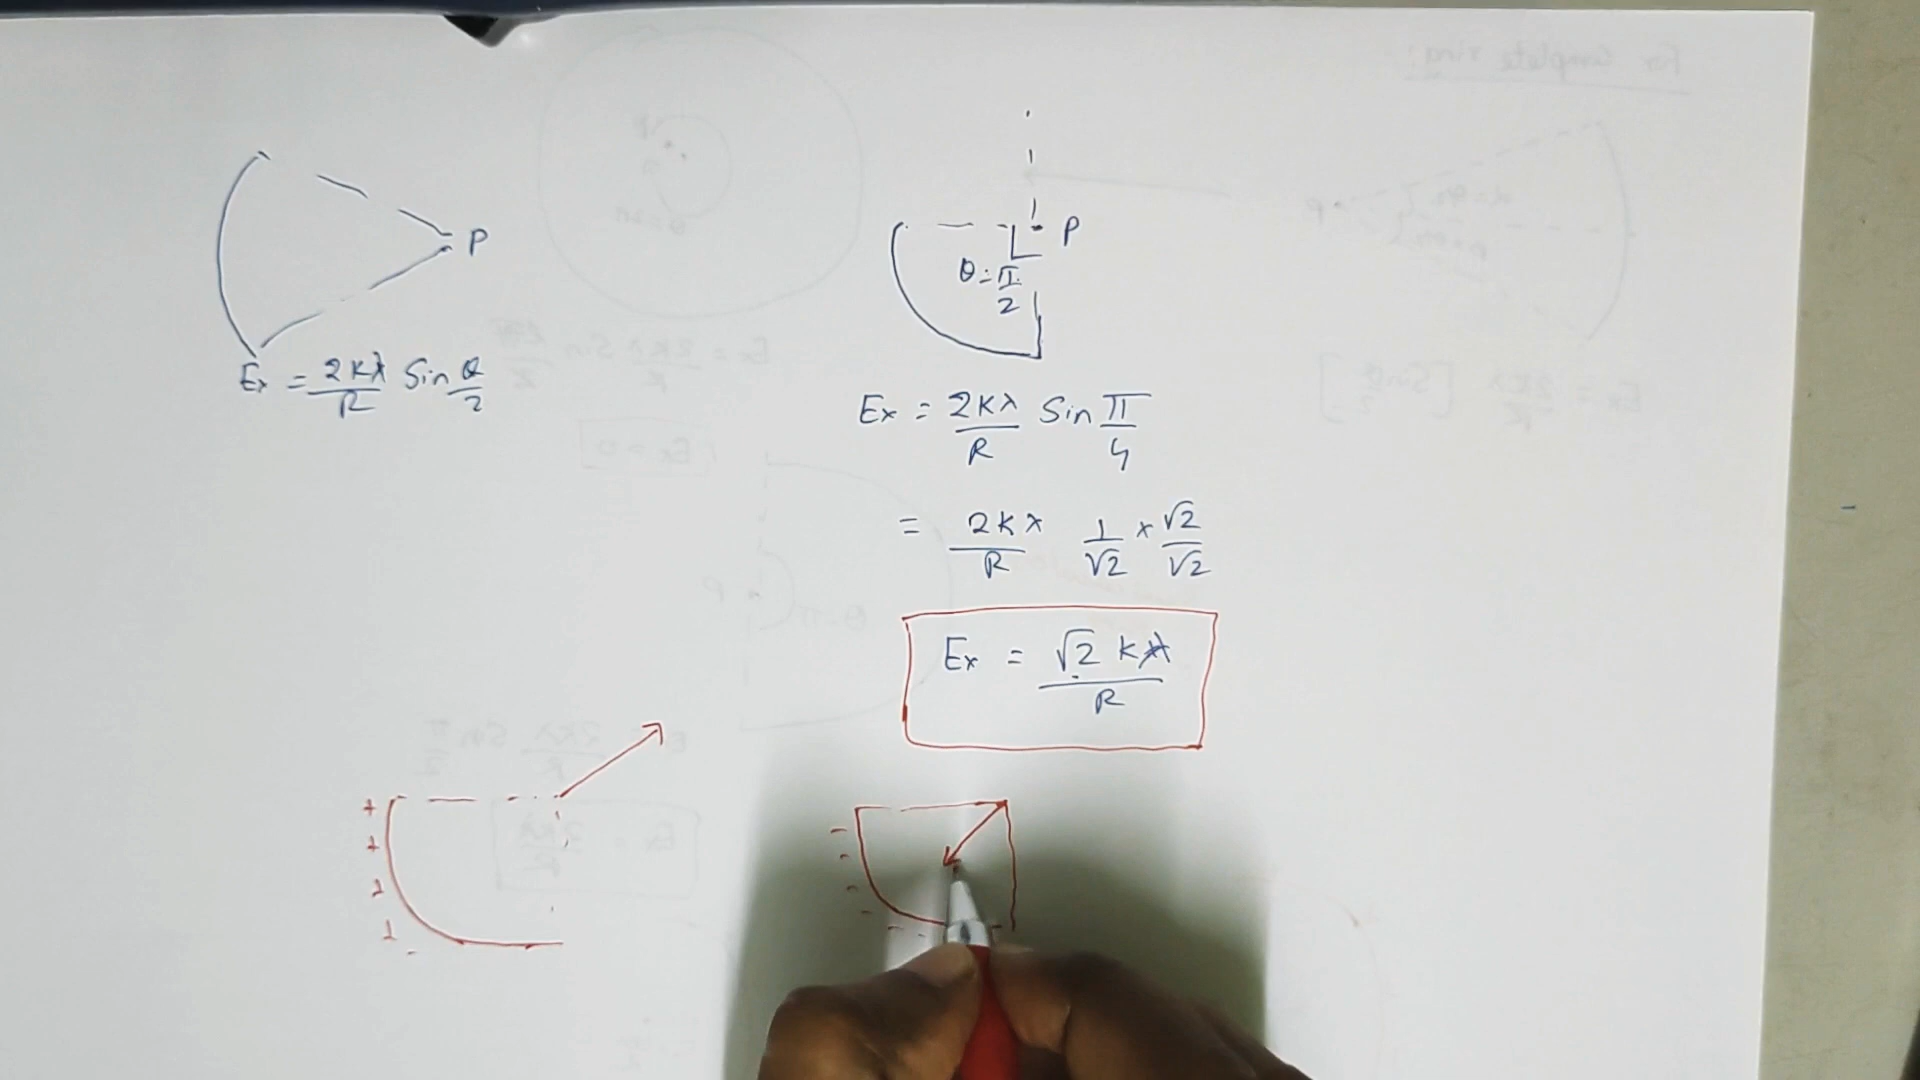 P
Ex = 2Kλ/R Sin θ/2
P
θ = π/2
Ex = 2Kλ/R Sin π/4
= 2Kλ/R 1/√2 × √2/√2
Ex = √2 Kλ/R